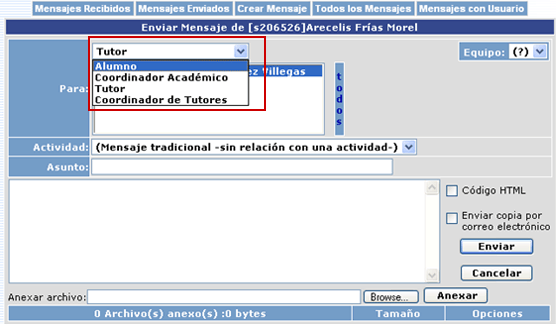 Mensajes Recibidos Mensajes Enviados Crear Mensaje Todos los Mensajes Mensajes con Usuario
Enviar Mensaje de [s206526]Arecelis Frías Morel
Tutor Equipo: (?)
Alumno
Coordinador Académico
Tutor
Coordinador de Tutores
Villegas
Para:
todos
Actividad: (Mensaje tradicional -sin relación con una actividad-)
Asunto:
Código HTML
Enviar copia por
correo electrónico
Enviar
Cancelar
Anexar archivo: Browse... Anexar
0 Archivo(s) anexo(s) :0 bytes Tamaño Opciones